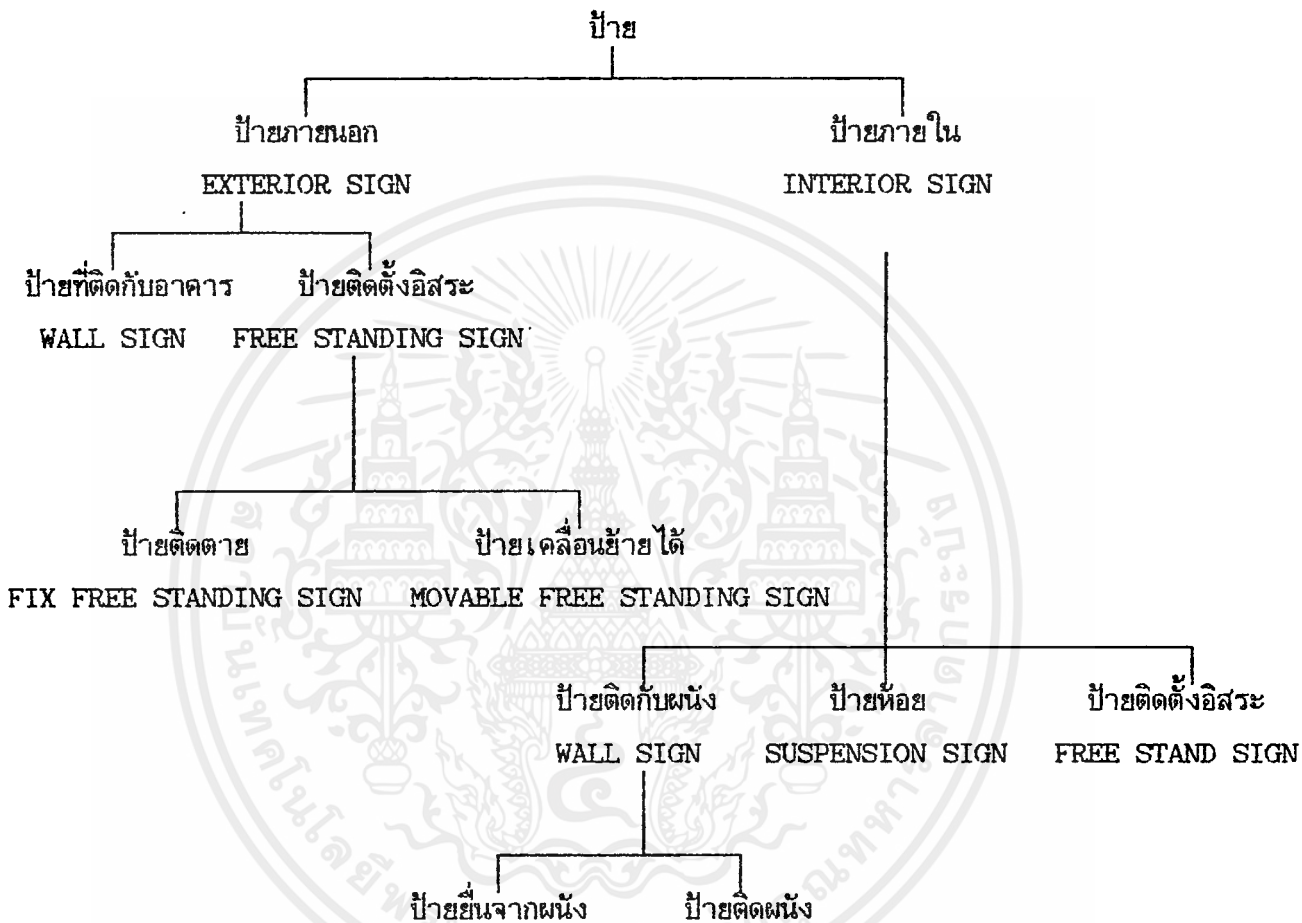 ป้าย
ป้ายภายนอก ป้ายภายใน
EXTERIOR SIGN INTERIOR SIGN
ป้ายที่ติดกับอาคาร ป้ายติดตั้งอิสระ
WALL SIGN FREE STANDING SIGN
ป้ายติดตาย ป้ายเคลื่อนย้ายได้
FIX FREE STANDING SIGN MOVABLE FREE STANDING SIGN
ป้ายติดกับผนัง ป้ายห้อย ป้ายติดตั้งอิสระ
WALL SIGN SUSPENSION SIGN FREE STAND SIGN
ป้ายยื่นจากผนัง ป้ายติดผนัง